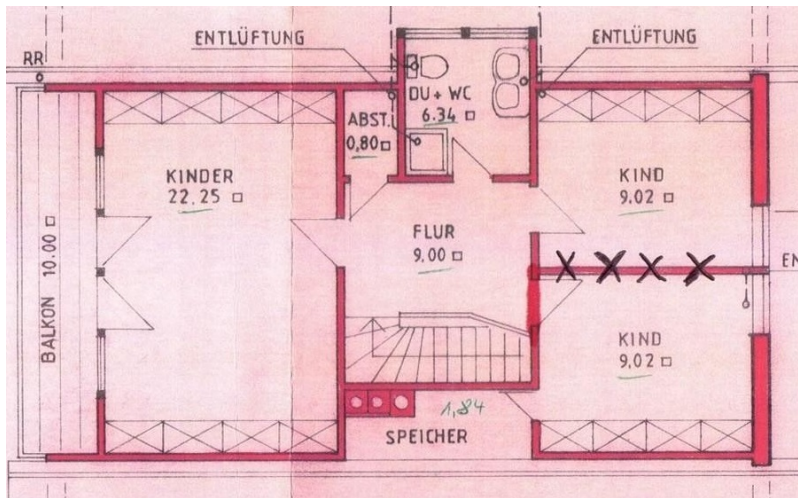 ENTLÜFTUNG
ENTLÜFTUNG
RR
DU + WC
6.34
ABST.
0,80
KINDER
22,25
KIND
9.02
FLUR
9,00
BALKON 10.00
EN
KIND
9.02
1,84
SPEICHER